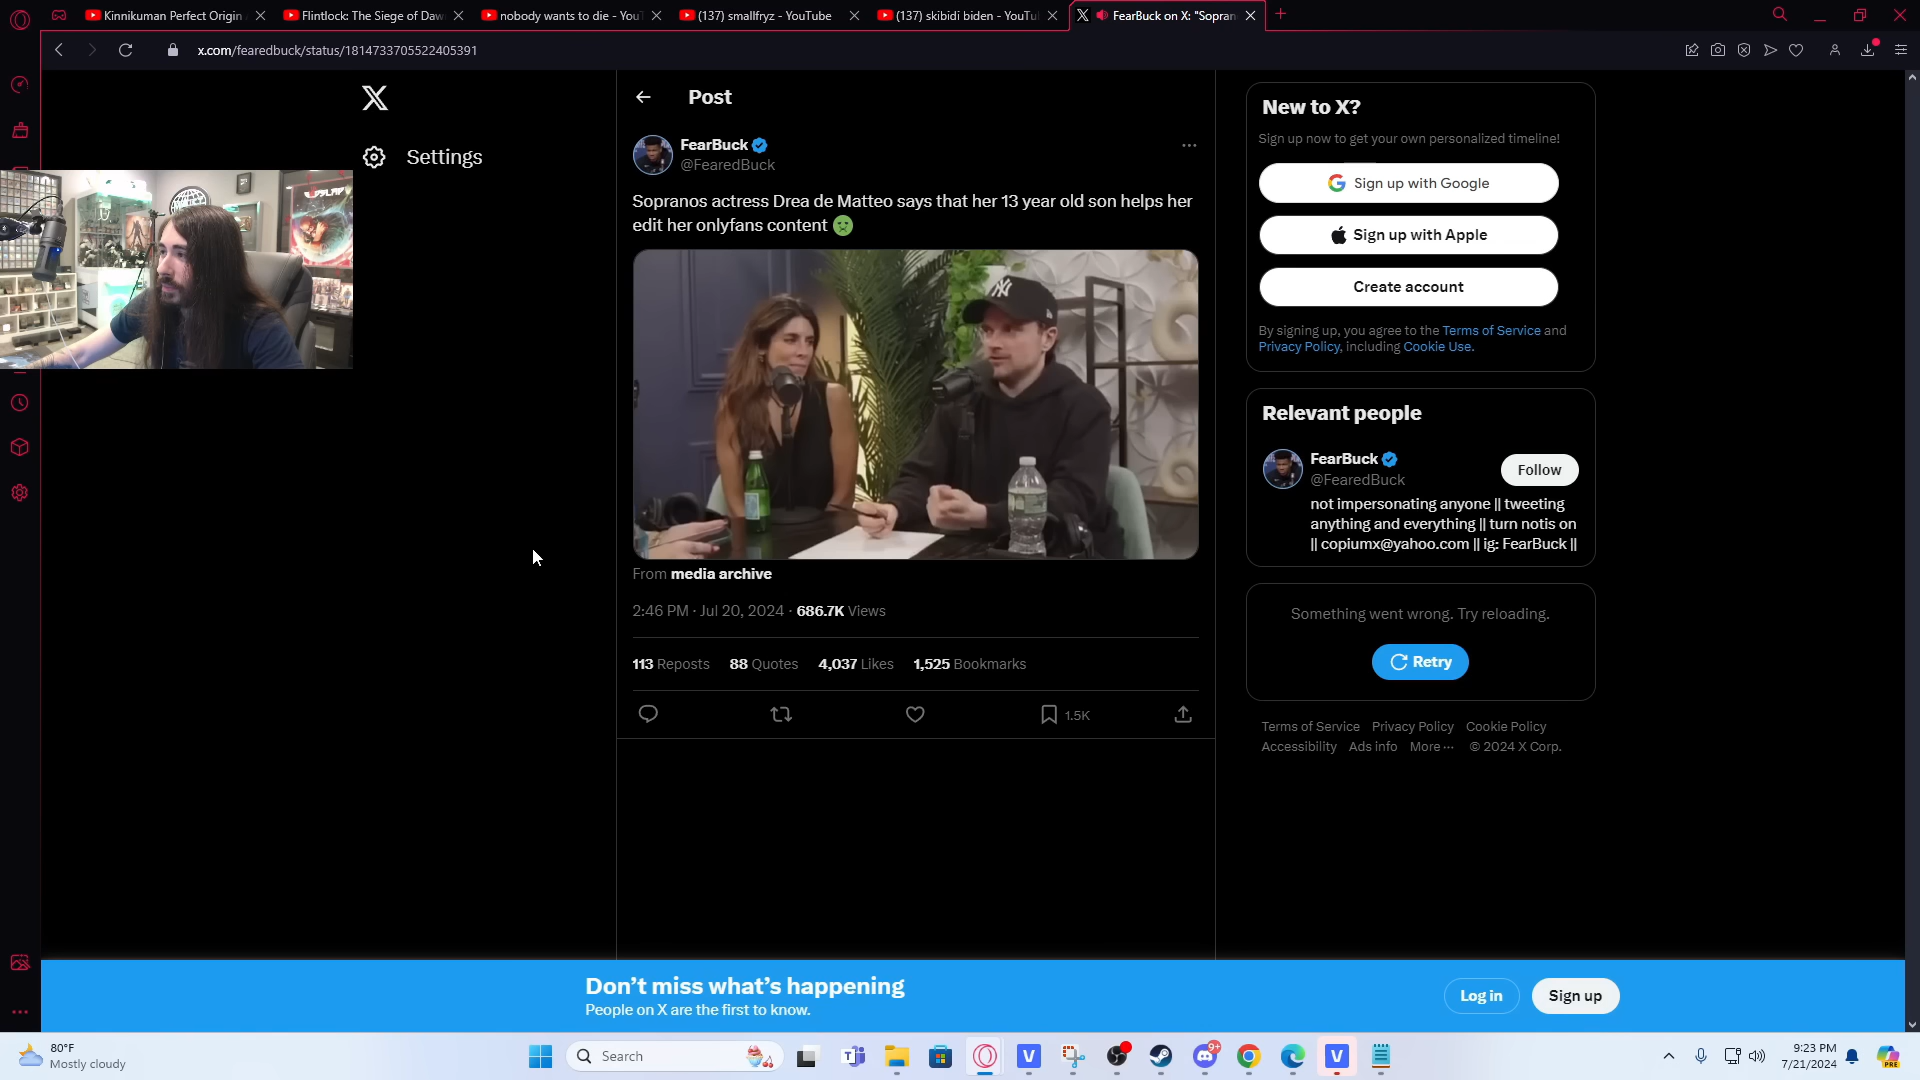 Kinnikuman Perfect Origin
Flintlock: The Siege of Daw
nobody wants to die - You
(137) smallfryz - YouTube
(137) skibidi biden - YouTu
FearBuck on X: "Sopran
x.com/fearedbuck/status/1814733705522405391
Settings
Post
FearBuck
@FearedBuck
Sopranos actress Drea de Matteo says that her 13 year old son helps her
edit her onlyfans content
From media archive
2:46 PM · Jul 20, 2024 · 686.7K Views
113 Reposts 88 Quotes 4,037 Likes 1,525 Bookmarks
1.5K
New to X?
Sign up now to get your own personalized timeline!
Sign up with Google
Sign up with Apple
Create account
By signing up, you agree to the Terms of Service and
Privacy Policy, including Cookie Use.
Relevant people
FearBuck
@FearedBuck
Follow
not impersonating anyone || tweeting
anything and everything || turn notis on
|| copiumx@yahoo.com || ig: FearBuck ||
Something went wrong. Try reloading.
Retry
Terms of Service Privacy Policy Cookie Policy
Accessibility Ads info More ··· © 2024 X Corp.
Don’t miss what’s happening
People on X are the first to know.
Log in
Sign up
80°F
Mostly cloudy
Search
9+
9:23 PM
7/21/2024
PRE